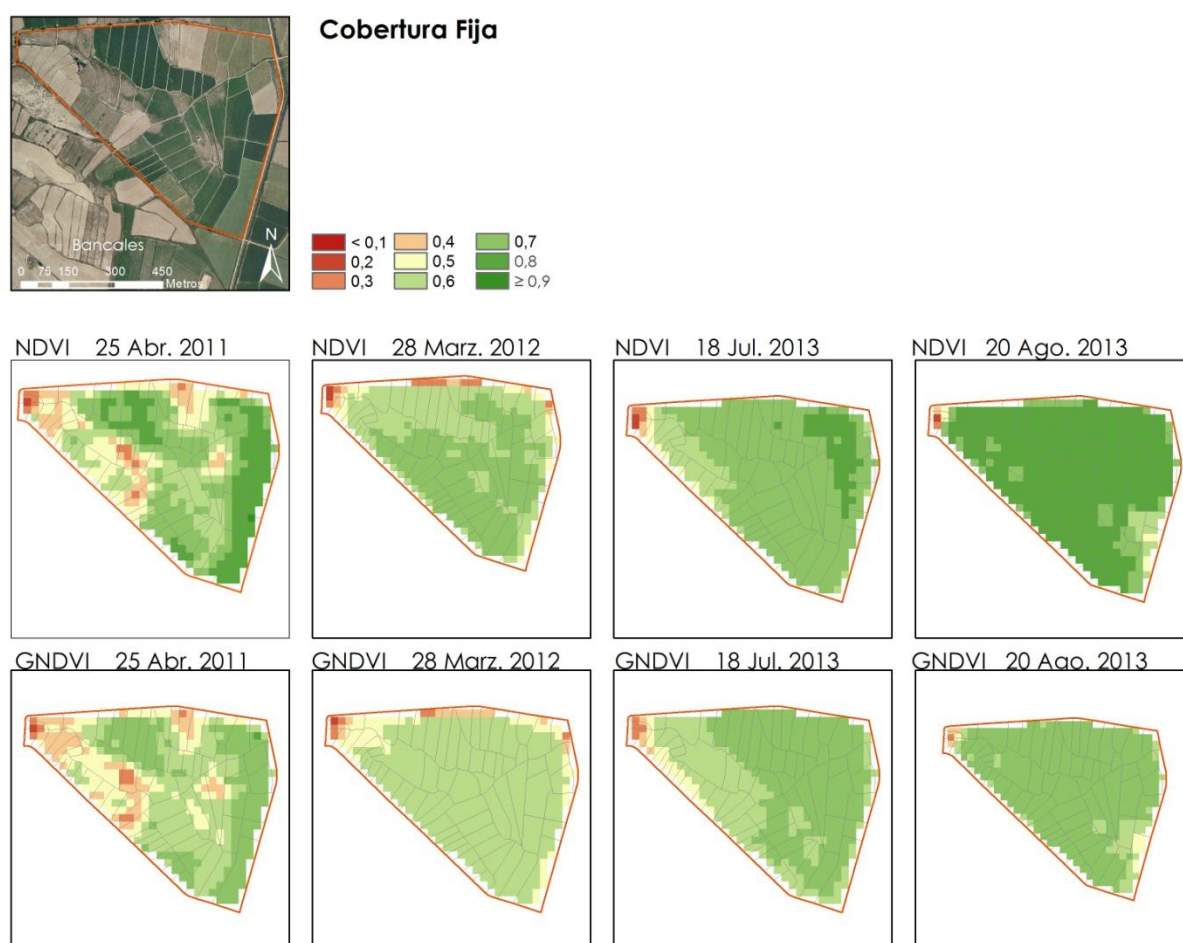 Cobertura Fija
Bancales
N
0 75 150 300 450
Metros
< 0,1 0,4 0,7
0,2 0,5 0,8
0,3 0,6 ≥ 0,9
NDVI 25 Abr. 2011
NDVI 28 Marz. 2012
NDVI 18 Jul. 2013
NDVI 20 Ago. 2013
GNDVI 25 Abr. 2011
GNDVI 28 Marz. 2012
GNDVI 18 Jul. 2013
GNDVI 20 Ago. 2013